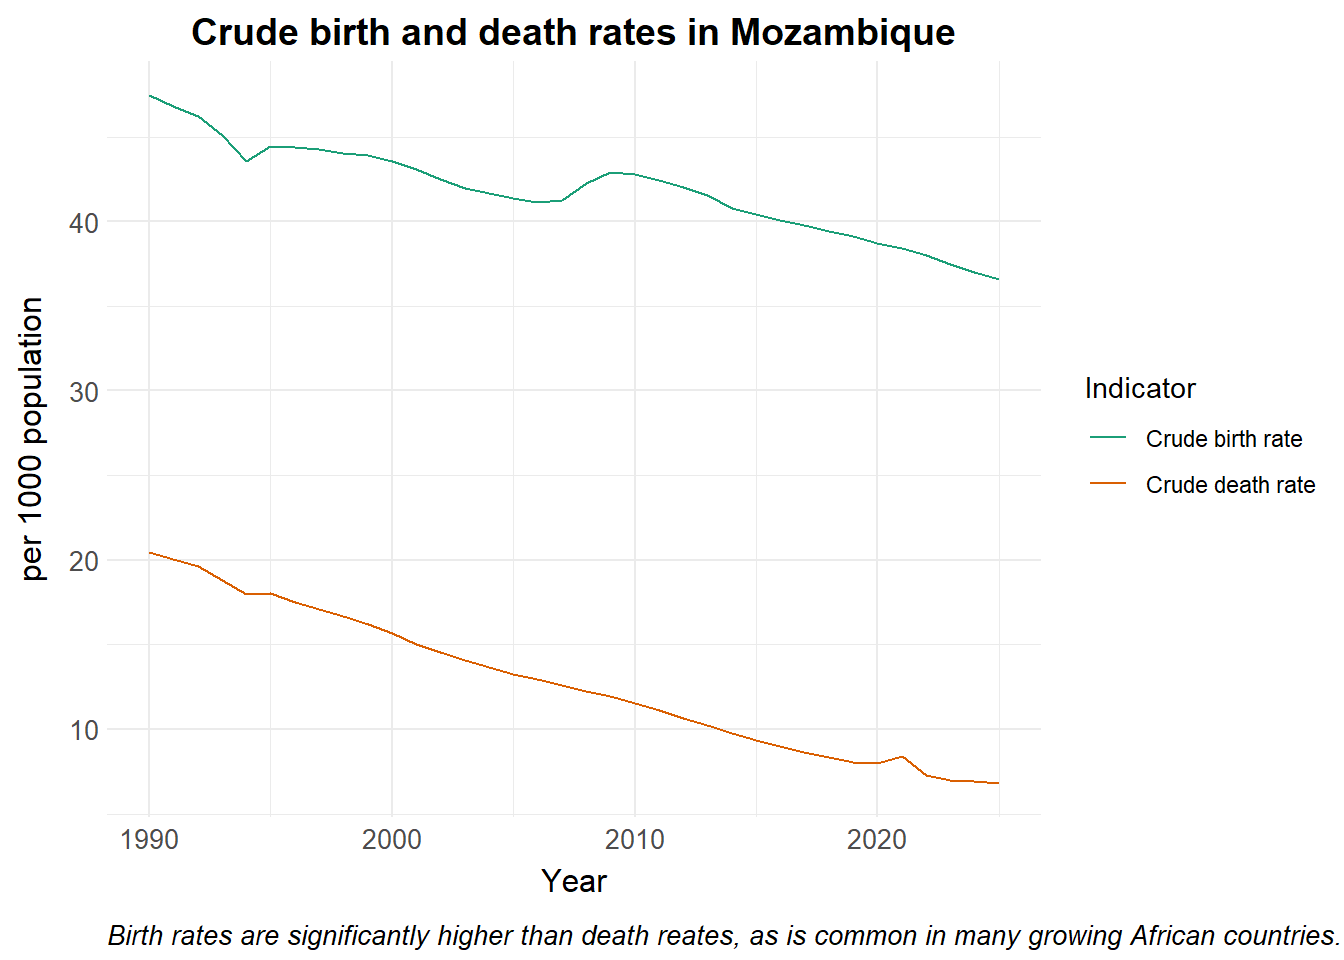 Crude birth and death rates in Mozambique
per 1000 population
40
30
20
10
1990
2000
2010
2020
Year
Indicator
Crude birth rate
Crude death rate
Birth rates are significantly higher than death reates, as is common in many growing African countries.